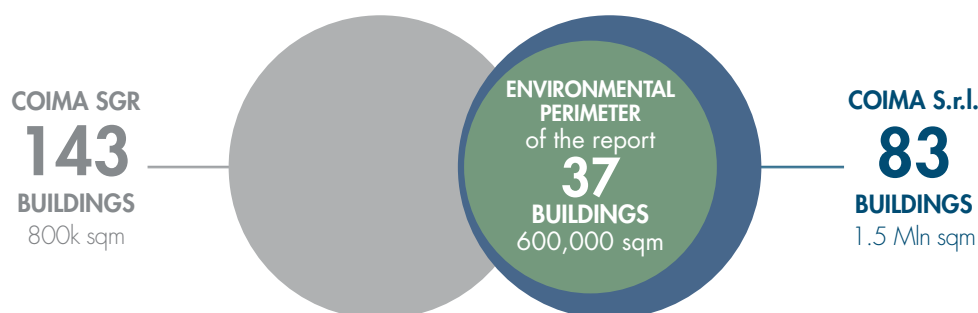 COIMA SGR
143
BUILDINGS
800k sqm
ENVIRONMENTAL
PERIMETER
of the report
37
BUILDINGS
600,000 sqm
COIMA S.r.l.
83
BUILDINGS
1.5 Mln sqm